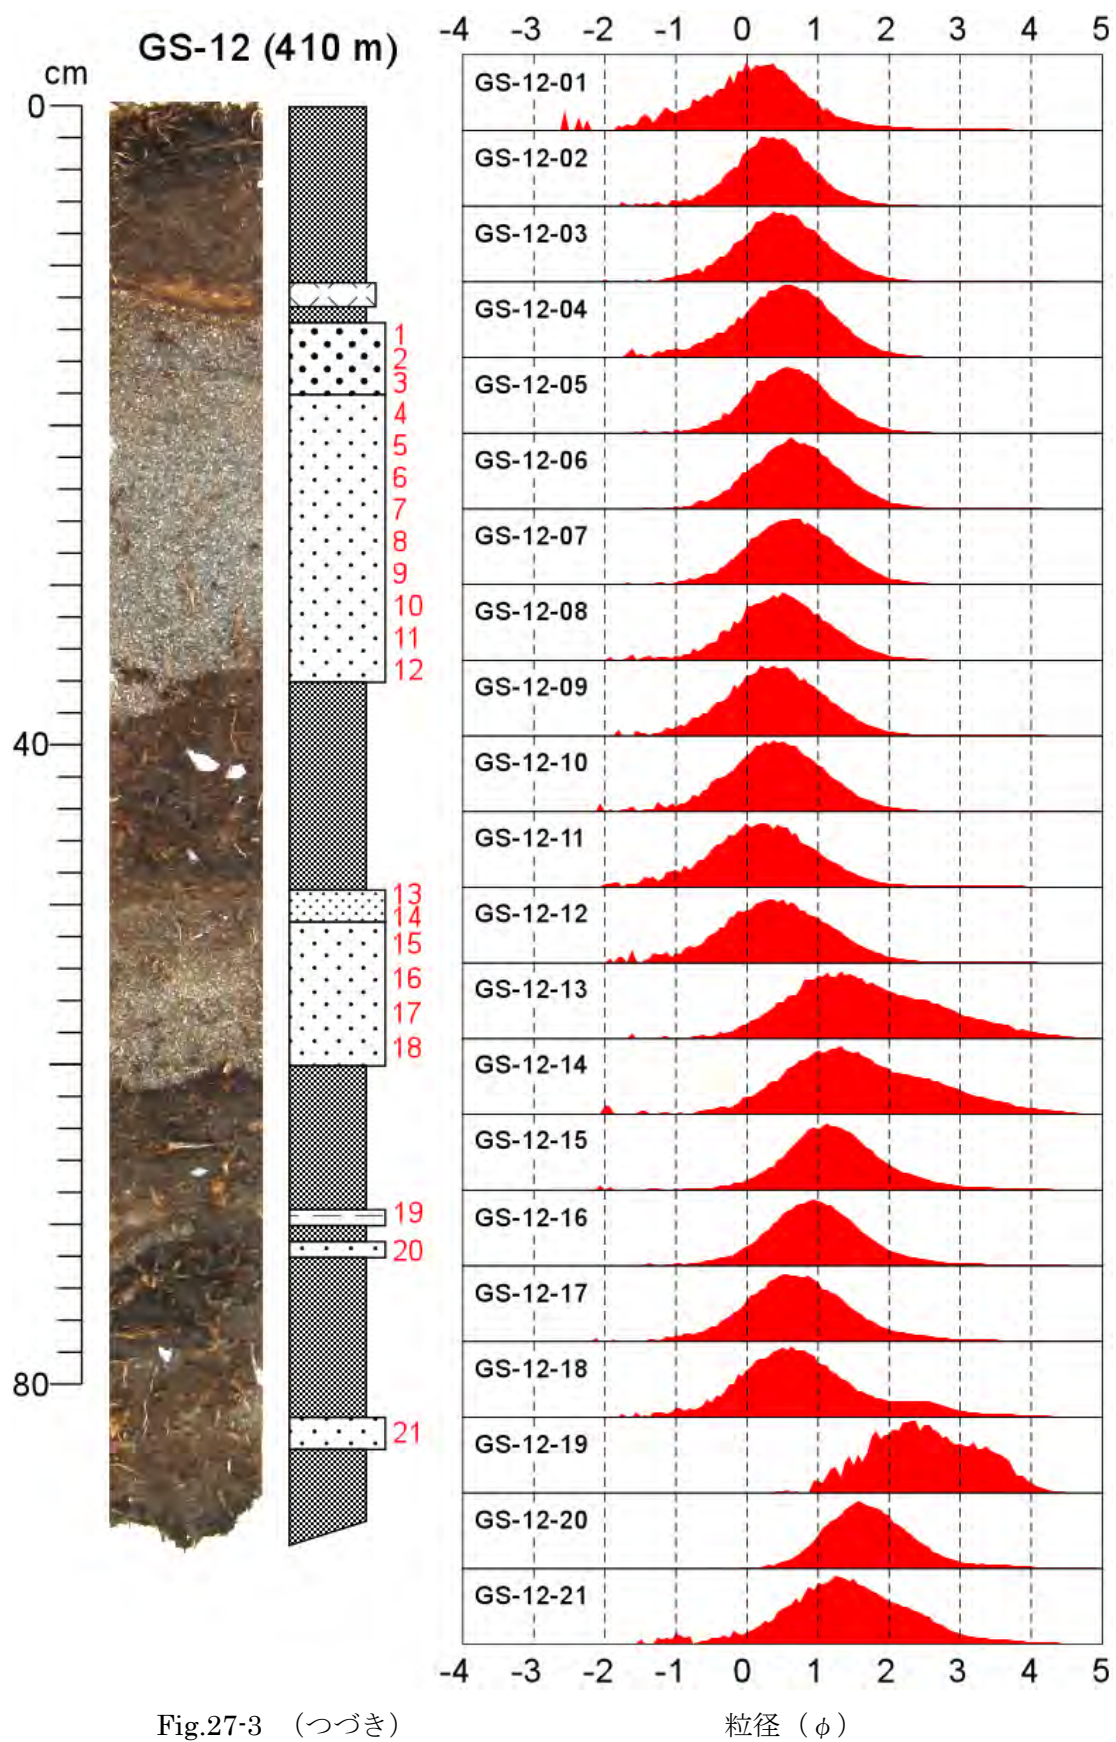 -4 -3 -2 -1 0 1 2 3 4 5
GS-12 (410 m)
cm
0
40
80
1
2
3
4
5
6
7
8
9
10
11
12
13
14
15
16
17
18
19
20
21
GS-12-01
GS-12-02
GS-12-03
GS-12-04
GS-12-05
GS-12-06
GS-12-07
GS-12-08
GS-12-09
GS-12-10
GS-12-11
GS-12-12
GS-12-13
GS-12-14
GS-12-15
GS-12-16
GS-12-17
GS-12-18
GS-12-19
GS-12-20
GS-12-21
-4 -3 -2 -1 0 1 2 3 4 5
Fig.27-3 （つづき）
粒径（φ）